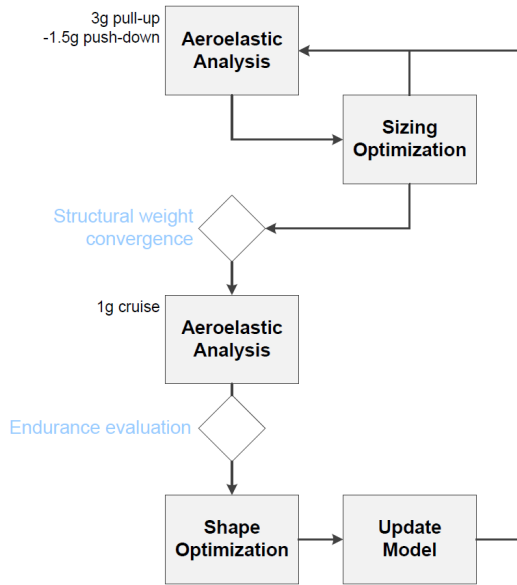 3g pull-up
-1.5g push-down
Aeroelastic
Analysis
Sizing
Optimization
Structural weight
convergence
1g cruise
Aeroelastic
Analysis
Endurance evaluation
Shape
Optimization
Update
Model